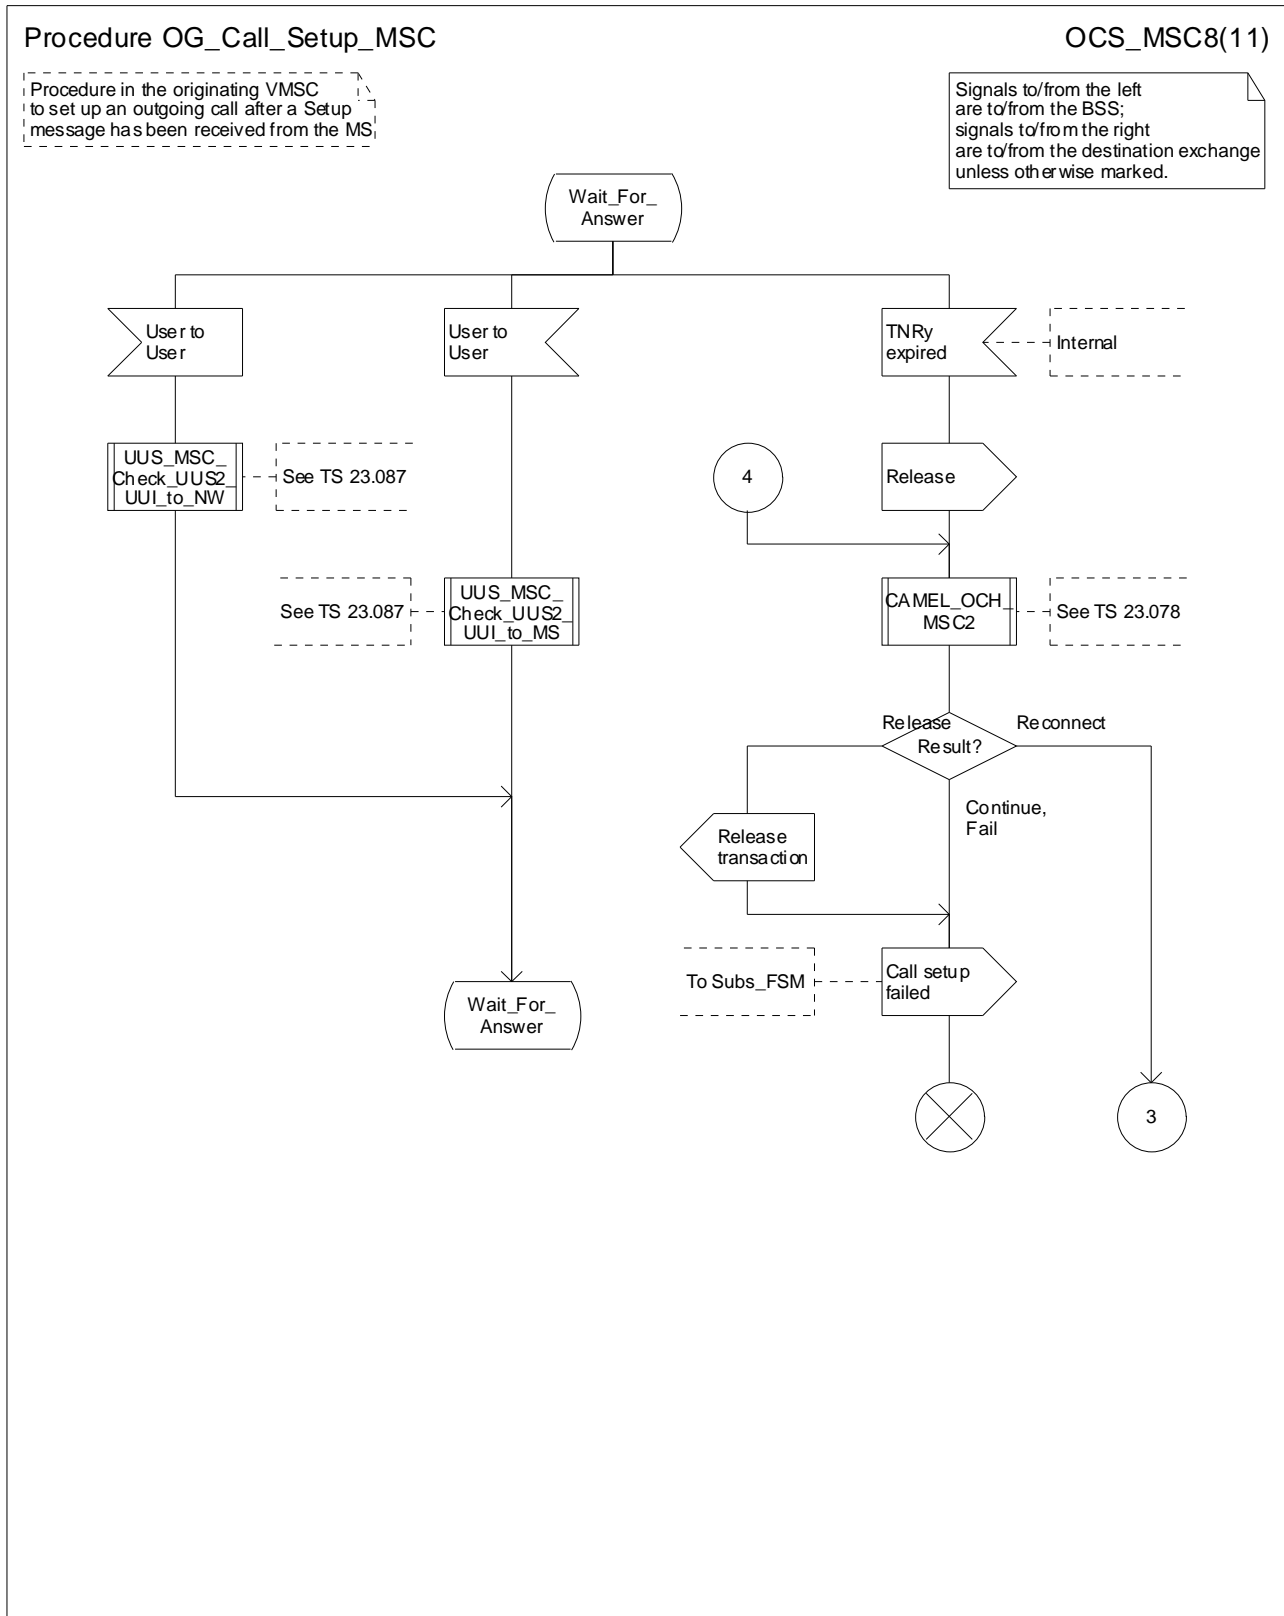 Procedure OG_Call_Setup_MSC
OCS_MSC8(11)
Procedure in the originating VMSC
to set up an outgoing call after a Setup
message has been received from the MS
Signals to/from the left
are to/from the BSS;
signals to/from the right
are to/from the destination exchange
unless otherwise marked.
Wait_For_
Answer
User to
User
User to
User
TNRy
expired
Internal
UUS_MSC_
Check_UUS2_
UUI_to_NW
See TS 23.087
4
Release
See TS 23.087
UUS_MSC_
Check_UUS2_
UUI_to_MS
CAMEL_OCH_
MSC2
See TS 23.078
Release
Result?
Reconnect
Continue,
Fail
Release
transaction
To Subs_FSM
Call setup
failed
Wait_For_
Answer
3